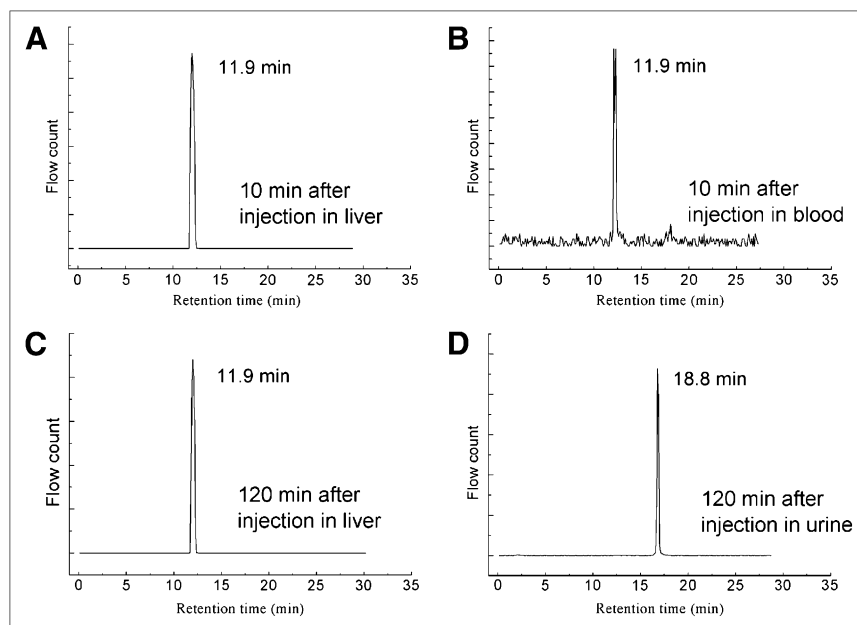 A
11.9 min
Flow count
10 min after
injection in liver
0 5 10 15 20 25 30 35
Retention time (min)
B
11.9 min
Flow count
10 min after
injection in blood
0 5 10 15 20 25 30 35
Retention time (min)
C
11.9 min
Flow count
120 min after
injection in liver
0 5 10 15 20 25 30 35
Retention time (min)
D
18.8 min
Flow count
120 min after
injection in urine
0 5 10 15 20 25 30 35
Retention time (min)